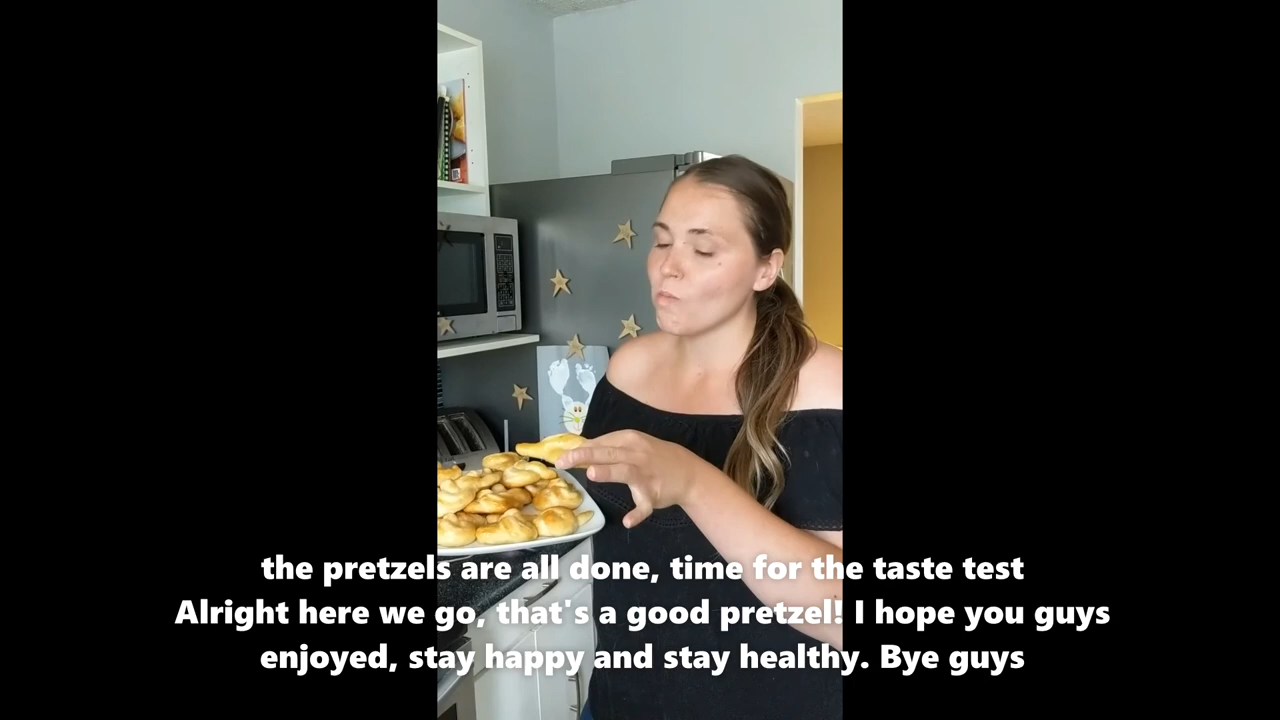 the pretzels are all done, time for the taste test
Alright here we go, that's a good pretzel! I hope you guys
enjoyed, stay happy and stay healthy. Bye guys